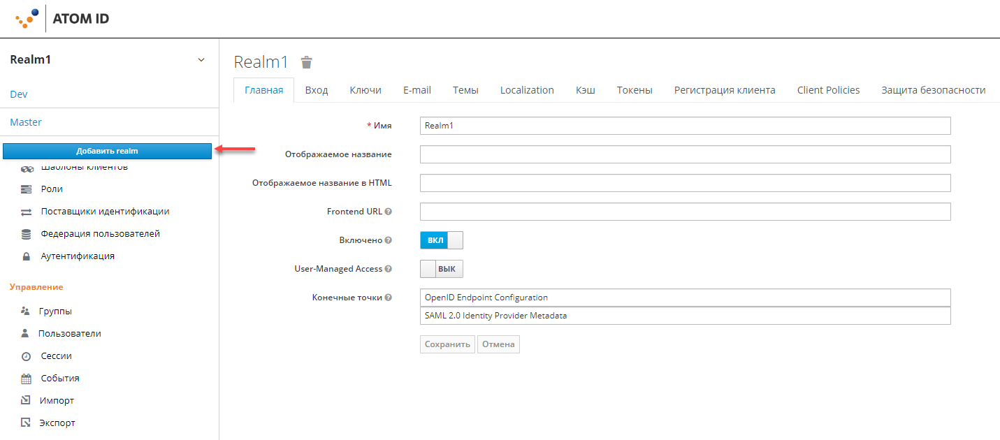 ATOM ID
Realm1
Dev
Master
Добавить realm
Шаблоны клиентов
Роли
Поставщики идентификации
Федерация пользователей
Аутентификация
Управление
Группы
Пользователи
Сессии
События
Импорт
Экспорт
Realm1
Главная Вход Ключи E-mail Темы Localization Кэш Токены Регистрация клиента Client Policies Защита безопасности
* Имя Realm1
Отображаемое название
Отображаемое название в HTML
Frontend URL
Включено ВКЛ
User-Managed Access ВЫК
Конечные точки OpenID Endpoint Configuration
SAML 2.0 Identity Provider Metadata
Сохранить Отмена